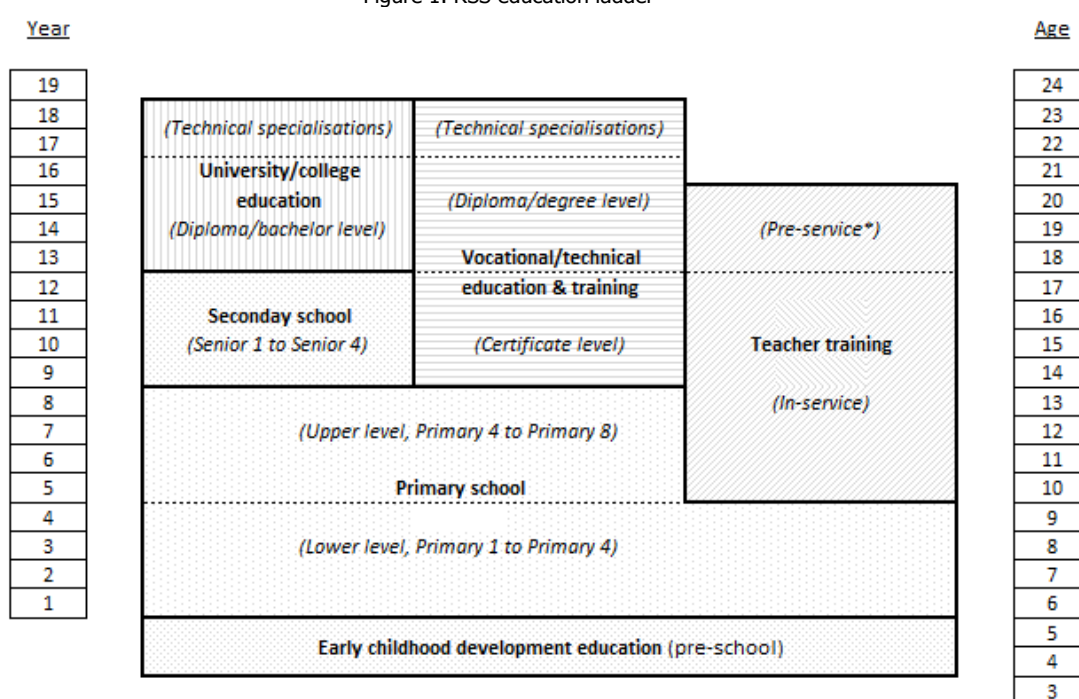 Figure 1. RSS education ladder
Year
19
18
17
16
15
14
13
12
11
10
9
8
7
6
5
4
3
2
1
(Technical specialisations)
University/college
education
(Diploma/bachelor level)
Seconday school
(Senior 1 to Senior 4)
(Technical specialisations)
(Diploma/degree level)
Vocational/technical
education & training
(Certificate level)
(Pre-service*)
Teacher training
(In-service)
(Upper level, Primary 4 to Primary 8)
Primary school
(Lower level, Primary 1 to Primary 4)
Early childhood development education (pre-school)
Age
24
23
22
21
20
19
18
17
16
15
14
13
12
11
10
9
8
7
6
5
4
3